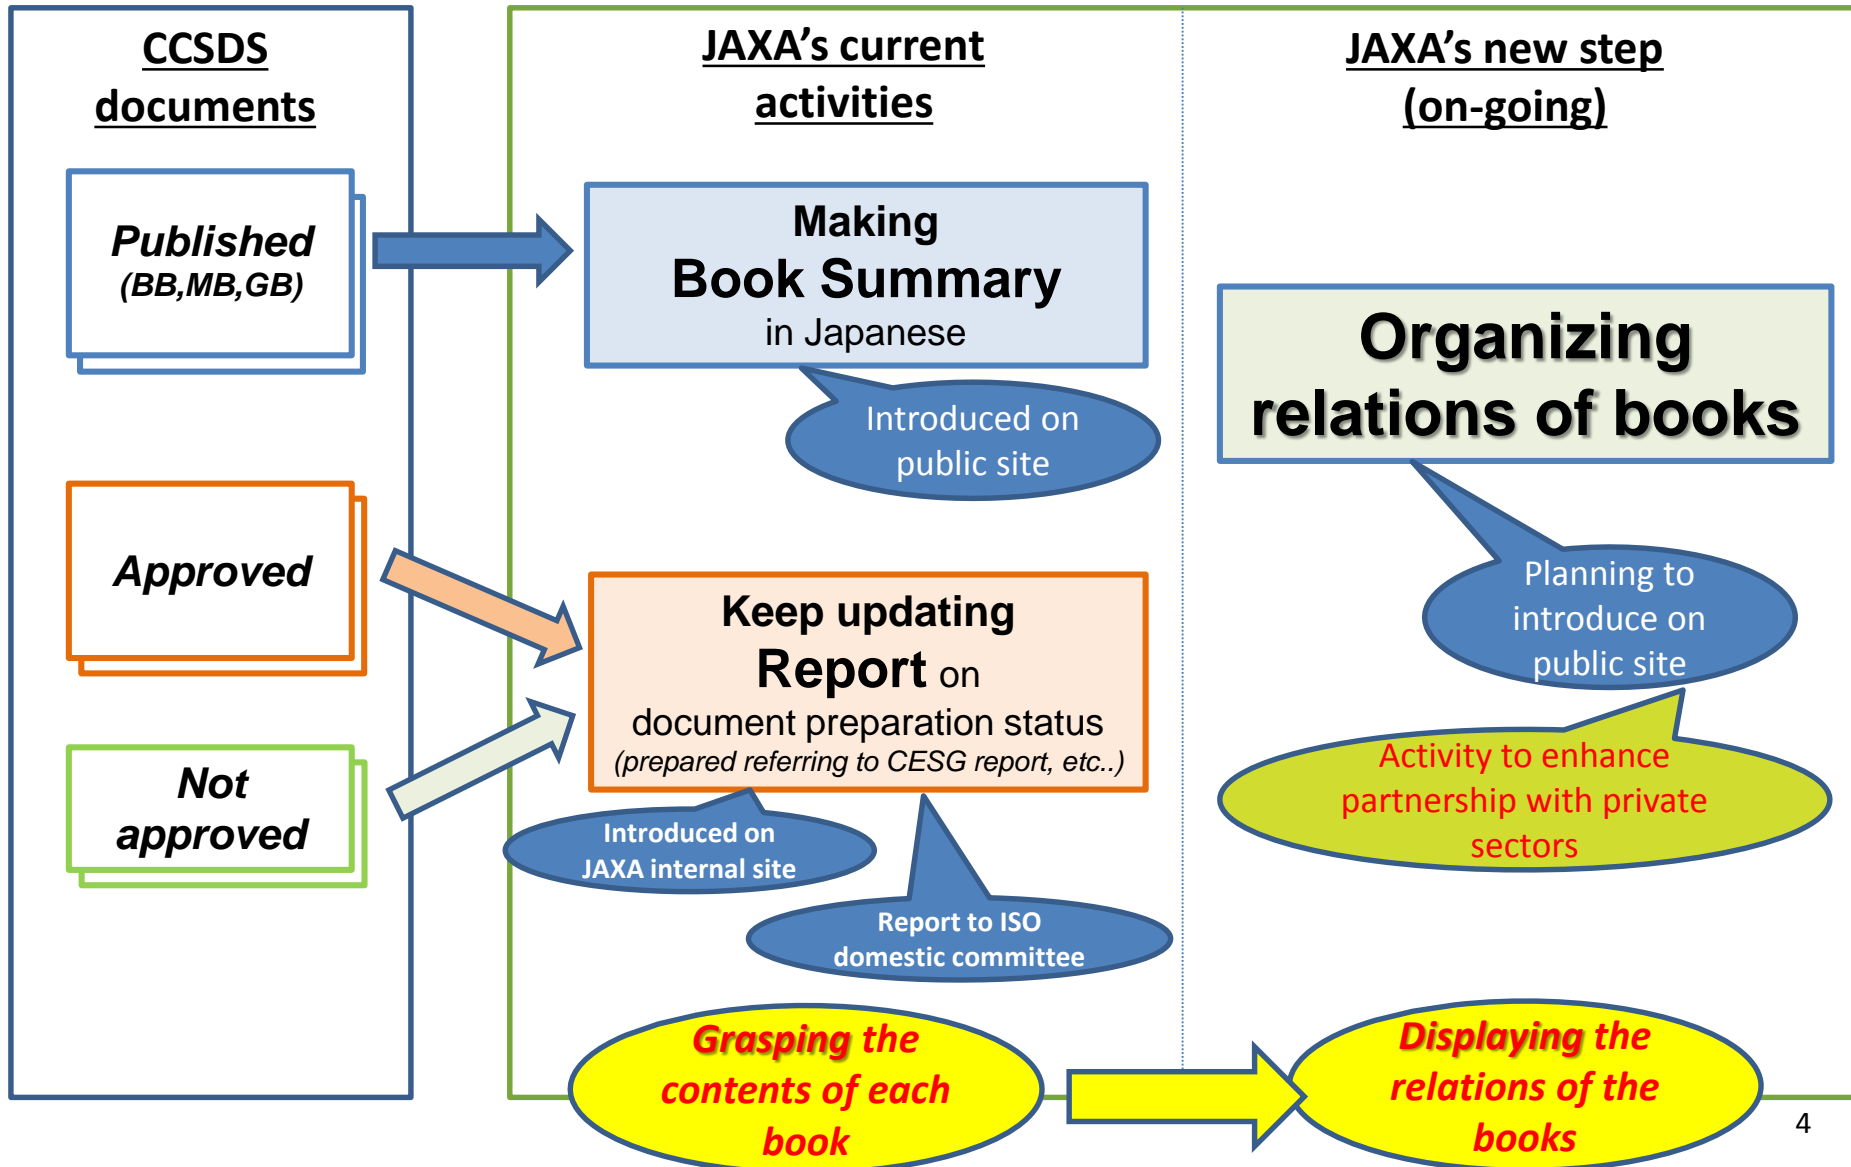 CCSDS
documents
Published
(BB,MB,GB)
Approved
Not
approved
JAXA's current
activities
Making
Book Summary
in Japanese
Introduced on
public site
Keep updating
Report on
document preparation status
(prepared referring to CESG report, etc..)
Introduced on
JAXA internal site
Report to ISO
domestic committee
Grasping the
contents of each
book
JAXA's new step
(on-going)
Organizing
relations of books
Planning to
introduce on
public site
Activity to enhance
partnership with private
sectors
Displaying the
relations of the
books
4